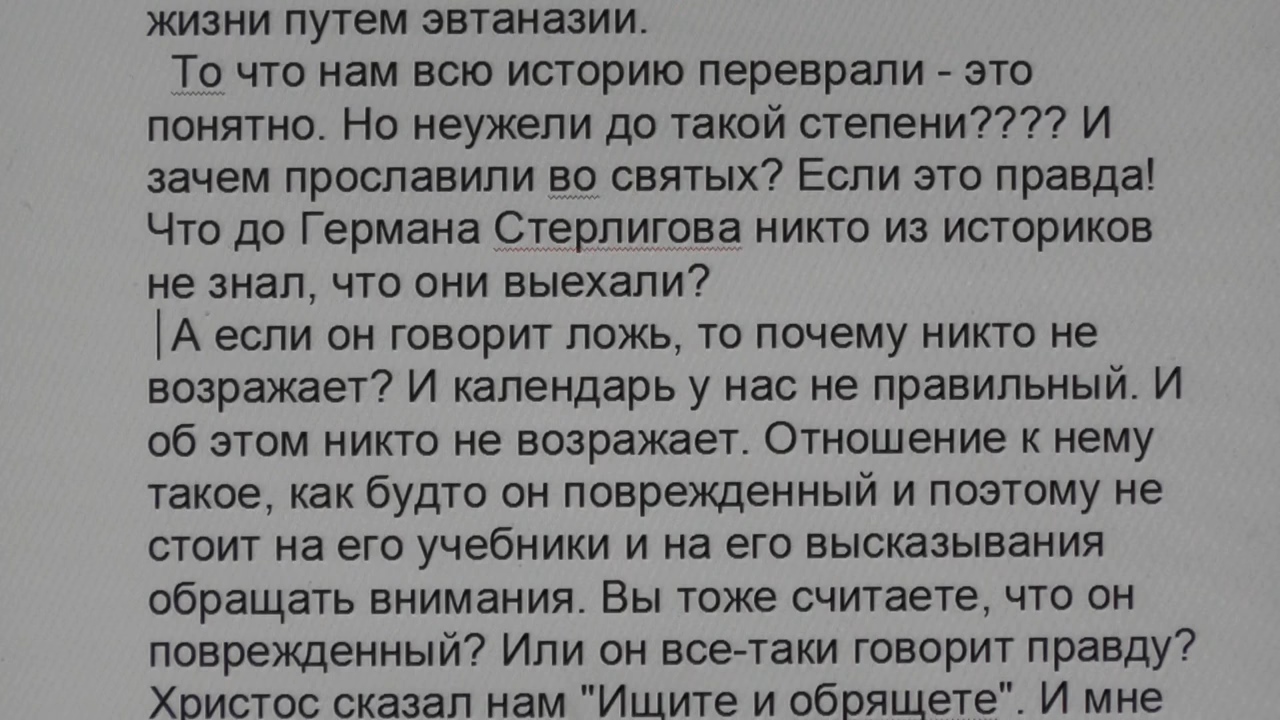 жизни путем эвтаназии.
То что нам всю историю переврали - это
понятно. Но неужели до такой степени???? И
зачем прославили во святых? Если это правда!
Что до Германа Стерлигова никто из историков
не знал, что они выехали?
А если он говорит ложь, то почему никто не
возражает? И календарь у нас не правильный. И
об этом никто не возражает. Отношение к нему
такое, как будто он поврежденный и поэтому не
стоит на его учебники и на его высказывания
обращать внимания. Вы тоже считаете, что он
поврежденный? Или он все-таки говорит правду?
Христос сказал нам "Ищите и обрящете". И мне